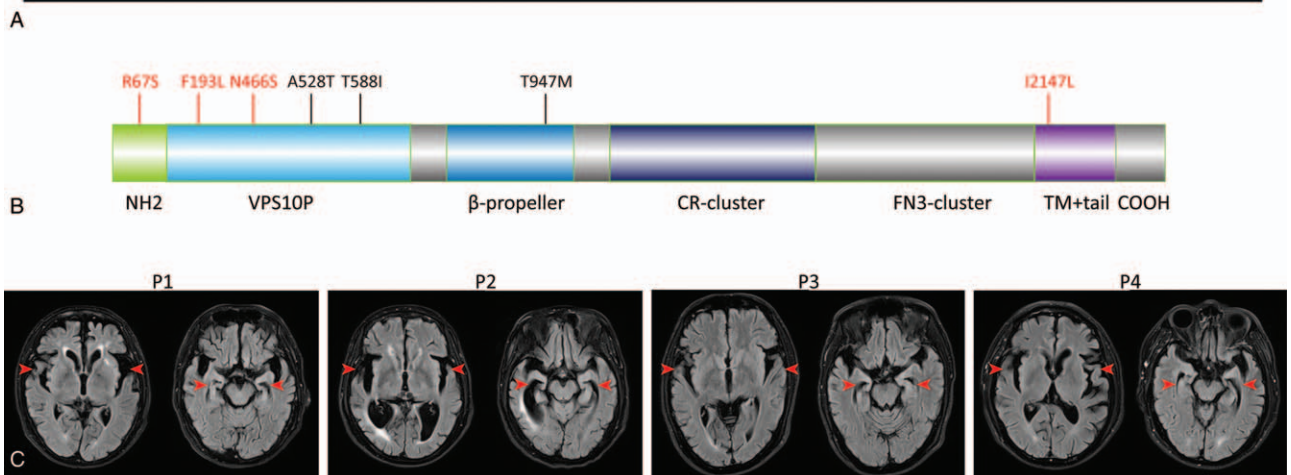 A
R67S F193L N466S A528T T588I T947M I2147L
B
NH2 VPS10P β-propeller CR-cluster FN3-cluster TM+tail COOH
P1 P2 P3 P4
C